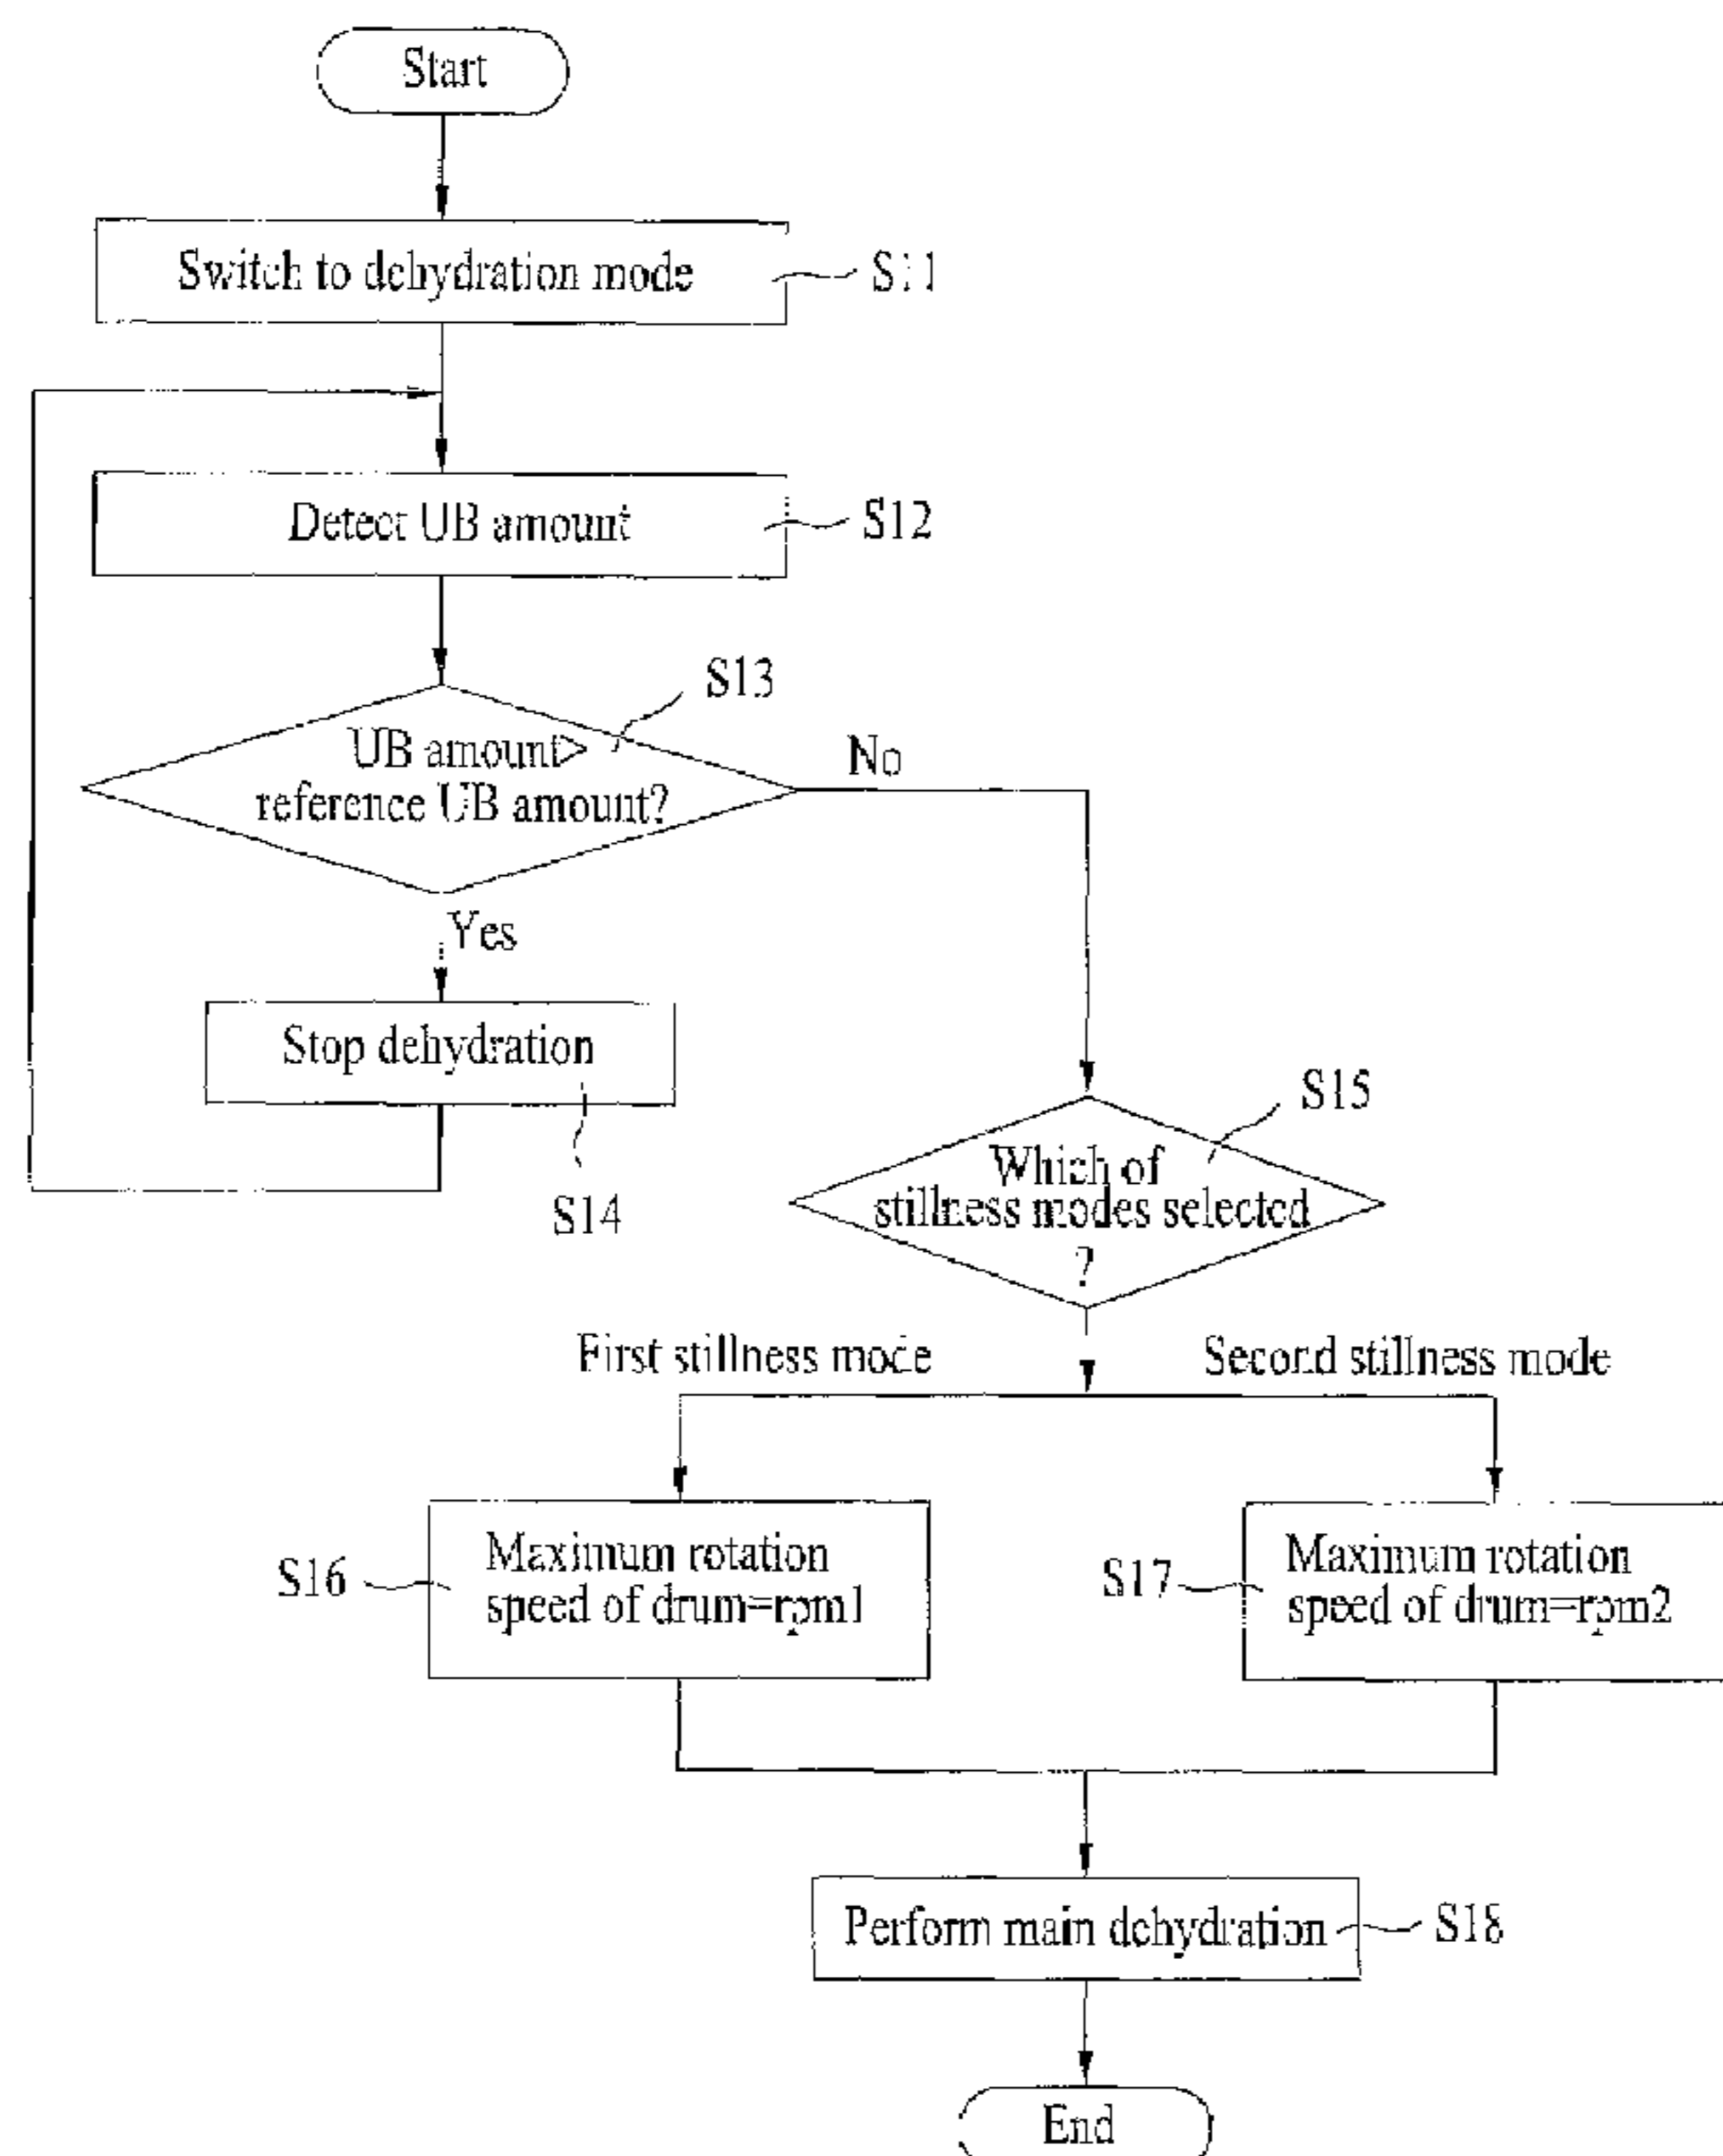 Start
Switch to dehydration mode
S11
Detect UB amount
S12
S13
UB amount>
reference UB amount?
No
Yes
Stop dehydration
S14
S15
Which of
stillness modes selected
?
First stillness mode
Second stillness mode
S16
Maximum rotation
speed of drum=rpm1
S17
Maximum rotation
speed of drum=rpm2
Perform main dehydration
S18
End